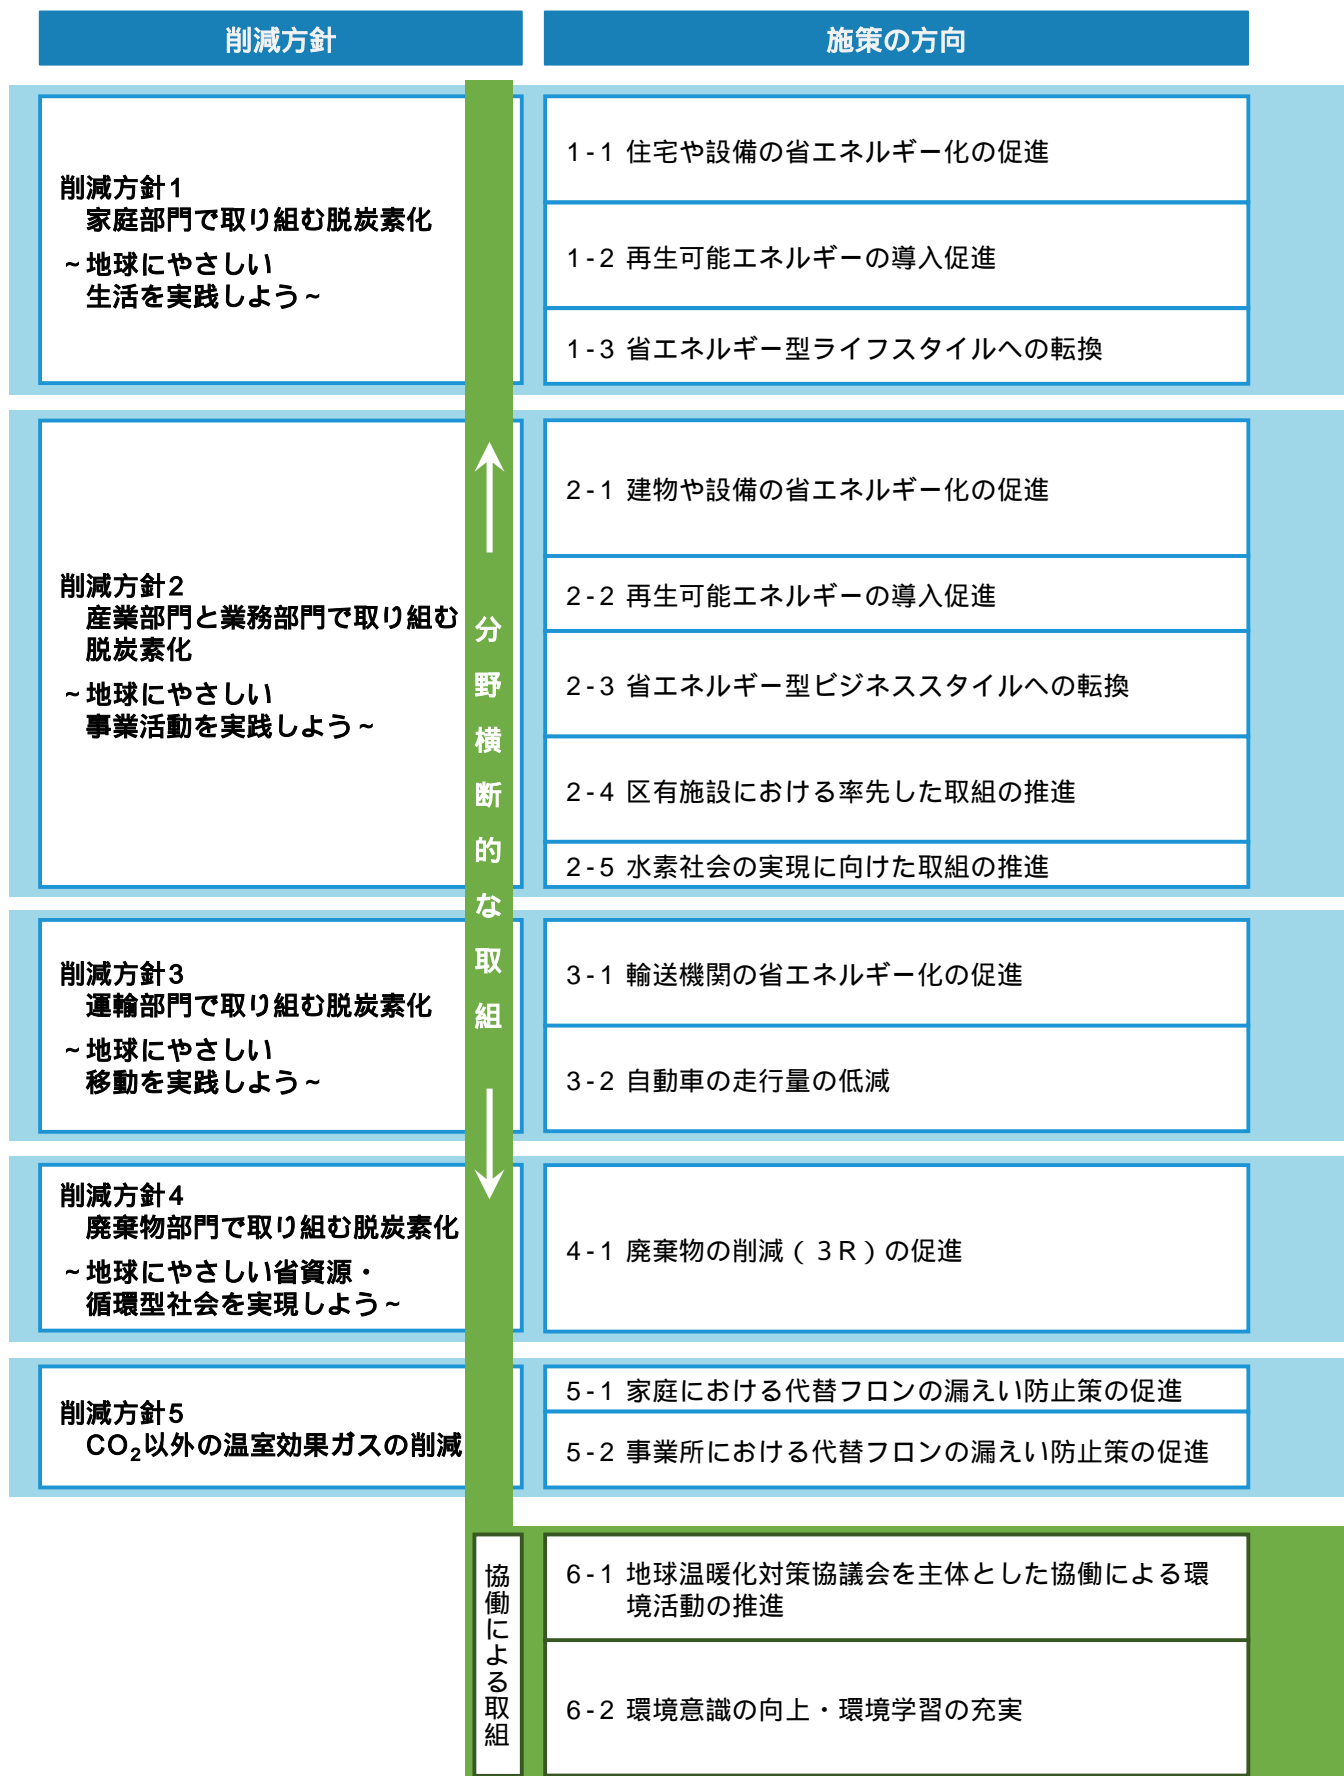 削減方針
施策の方向
削減方針1
家庭部門で取り組む脱炭素化
~地球にやさしい
生活を実践しよう~
1-1 住宅や設備の省エネルギー化の促進
1-2 再生可能エネルギーの導入促進
1-3 省エネルギー型ライフスタイルへの転換
削減方針2
産業部門と業務部門で取り組む
脱炭素化
~地球にやさしい
事業活動を実践しよう~
2-1 建物や設備の省エネルギー化の促進
2-2 再生可能エネルギーの導入促進
2-3 省エネルギー型ビジネススタイルへの転換
2-4 区有施設における率先した取組の推進
2-5 水素社会の実現に向けた取組の推進
分野横断的な取組
削減方針3
運輸部門で取り組む脱炭素化
~地球にやさしい
移動を実践しよう~
3-1 輸送機関の省エネルギー化の促進
3-2 自動車の走行量の低減
削減方針4
廃棄物部門で取り組む脱炭素化
~地球にやさしい省資源・
循環型社会を実現しよう~
4-1 廃棄物の削減(3R)の促進
削減方針5
CO₂以外の温室効果ガスの削減
5-1 家庭における代替フロンの漏えい防止策の促進
5-2 事業所における代替フロンの漏えい防止策の促進
協働による取組
6-1 地球温暖化対策協議会を主体とした協働による環
境活動の推進
6-2 環境意識の向上・環境学習の充実